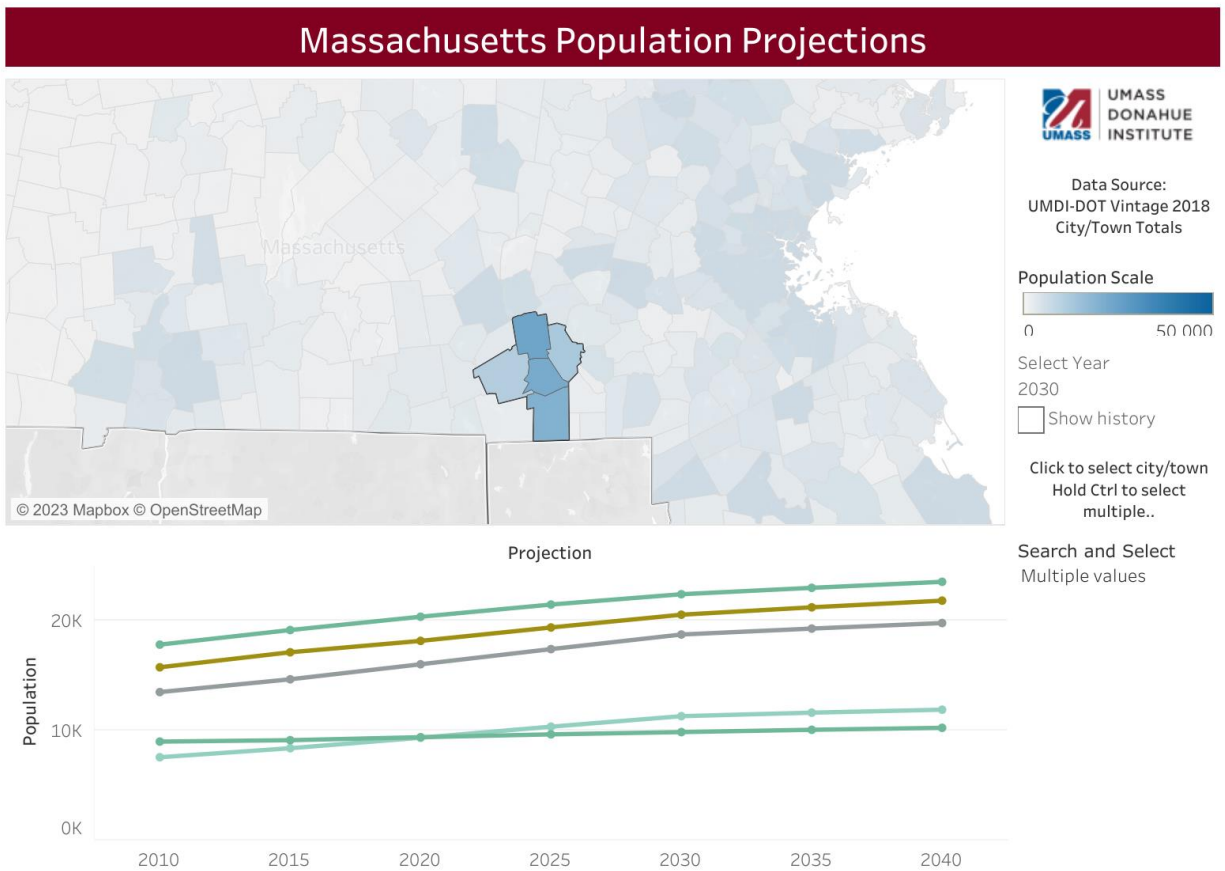 Massachusetts Population Projections
Massachusetts
© 2023 Mapbox © OpenStreetMap
UMASS
UMASS
DONAHUE
INSTITUTE
Data Source:
UMDI-DOT Vintage 2018
City/Town Totals
Population Scale
0 50 000
Select Year
2030
Show history
Click to select city/town
Hold Ctrl to select
multiple..
Search and Select
Multiple values
Projection
Population
20K
10K
0K
2010 2015 2020 2025 2030 2035 2040